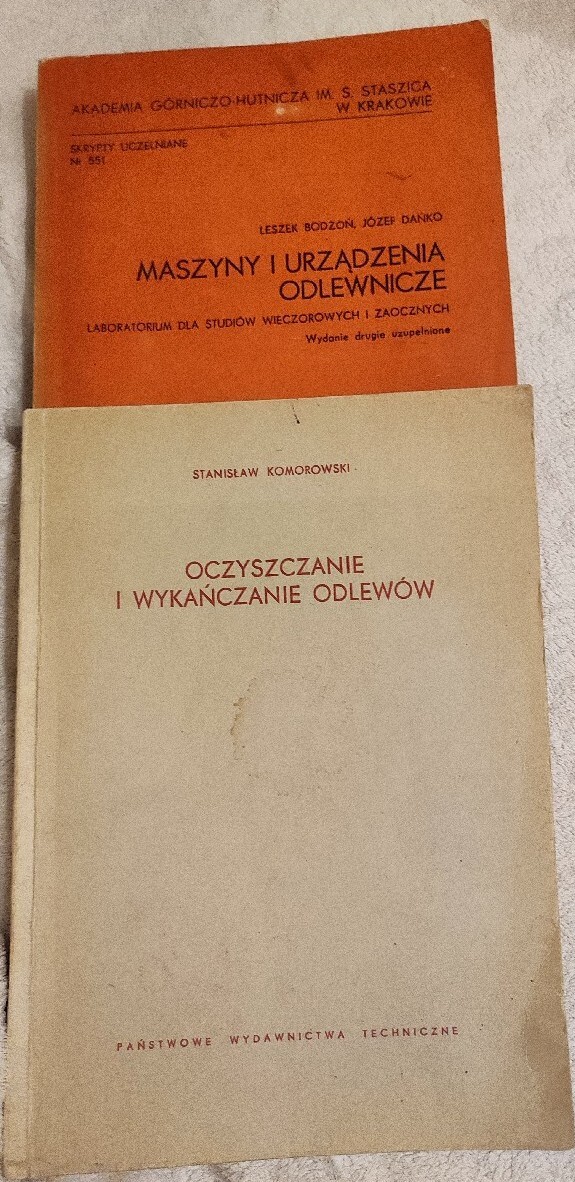 AKADEMIA GÓRNICZO-HUTNICZA IM. S. STASZICA
W KRAKOWIE
SKRYPTY UCZELNIANE
Nr 551
LESZEK BODZOŃ, JÓZEF DAŃKO
MASZYNY I URZĄDZENIA
ODLEWNICZE
LABORATORIUM DLA STUDIÓW WIECZOROWYCH I ZAOCZNYCH
Wydanie drugie uzupełnione
STANISŁAW KOMOROWSKI
OCZYSZCZANIE
I WYKAŃCZANIE ODLEWÓW
PAŃSTWOWE WYDAWNICTWA TECHNICZNE